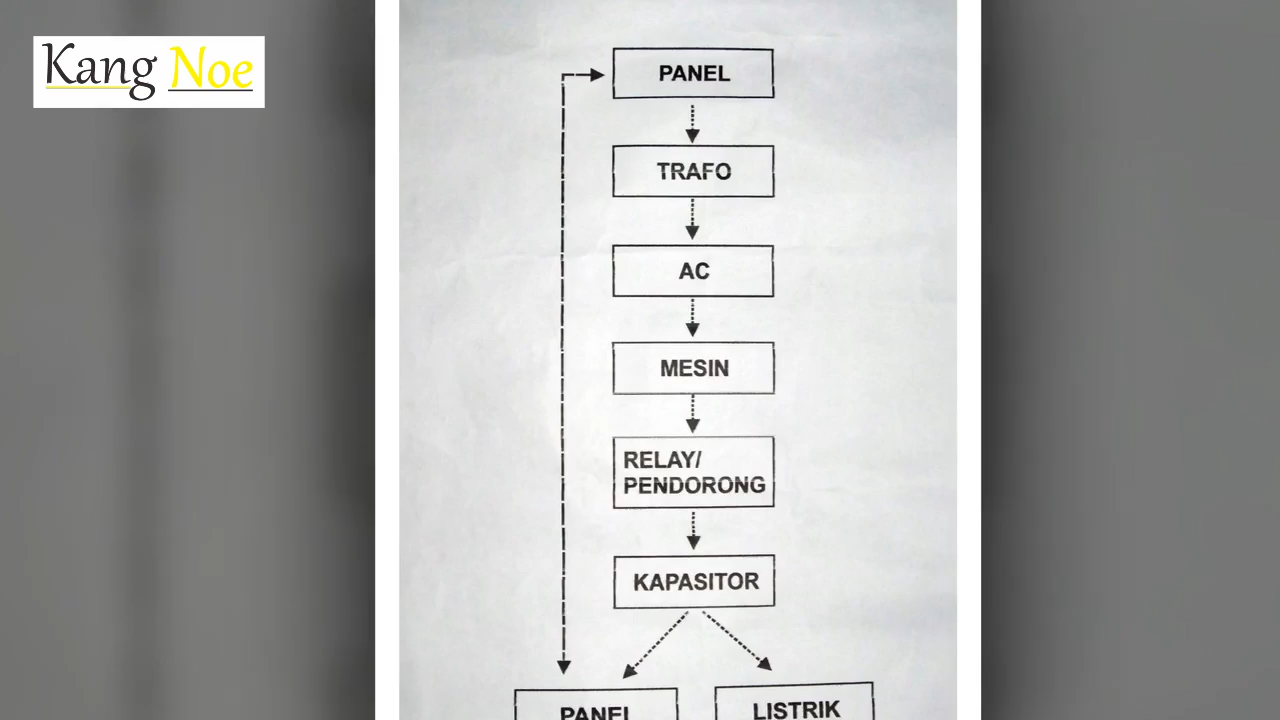 Kang Noe
PANEL
TRAFO
AC
MESIN
RELAY/
PENDORONG
KAPASITOR
PANEL
LISTRIK